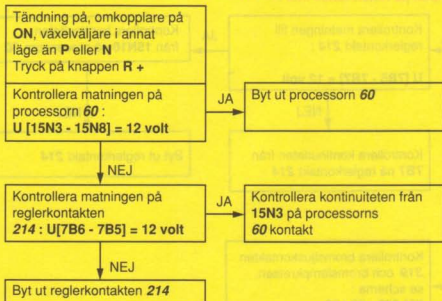 Tändning på, omkopplare på
ON, växelväljare i annat
läge än P eller N
Tryck på knappen R +
Kontrollera matningen på
processorn 60 :
U [15N3 - 15N8] = 12 volt
JA
Byt ut processorn 60
NEJ
Kontrollera matningen på
reglerkontakten
214 : U[7B6 - 7B5] = 12 volt
JA
Kontrollera kontinuiteten från
15N3 på processorns
60 kontakt
NEJ
Byt ut reglerkontakten 214